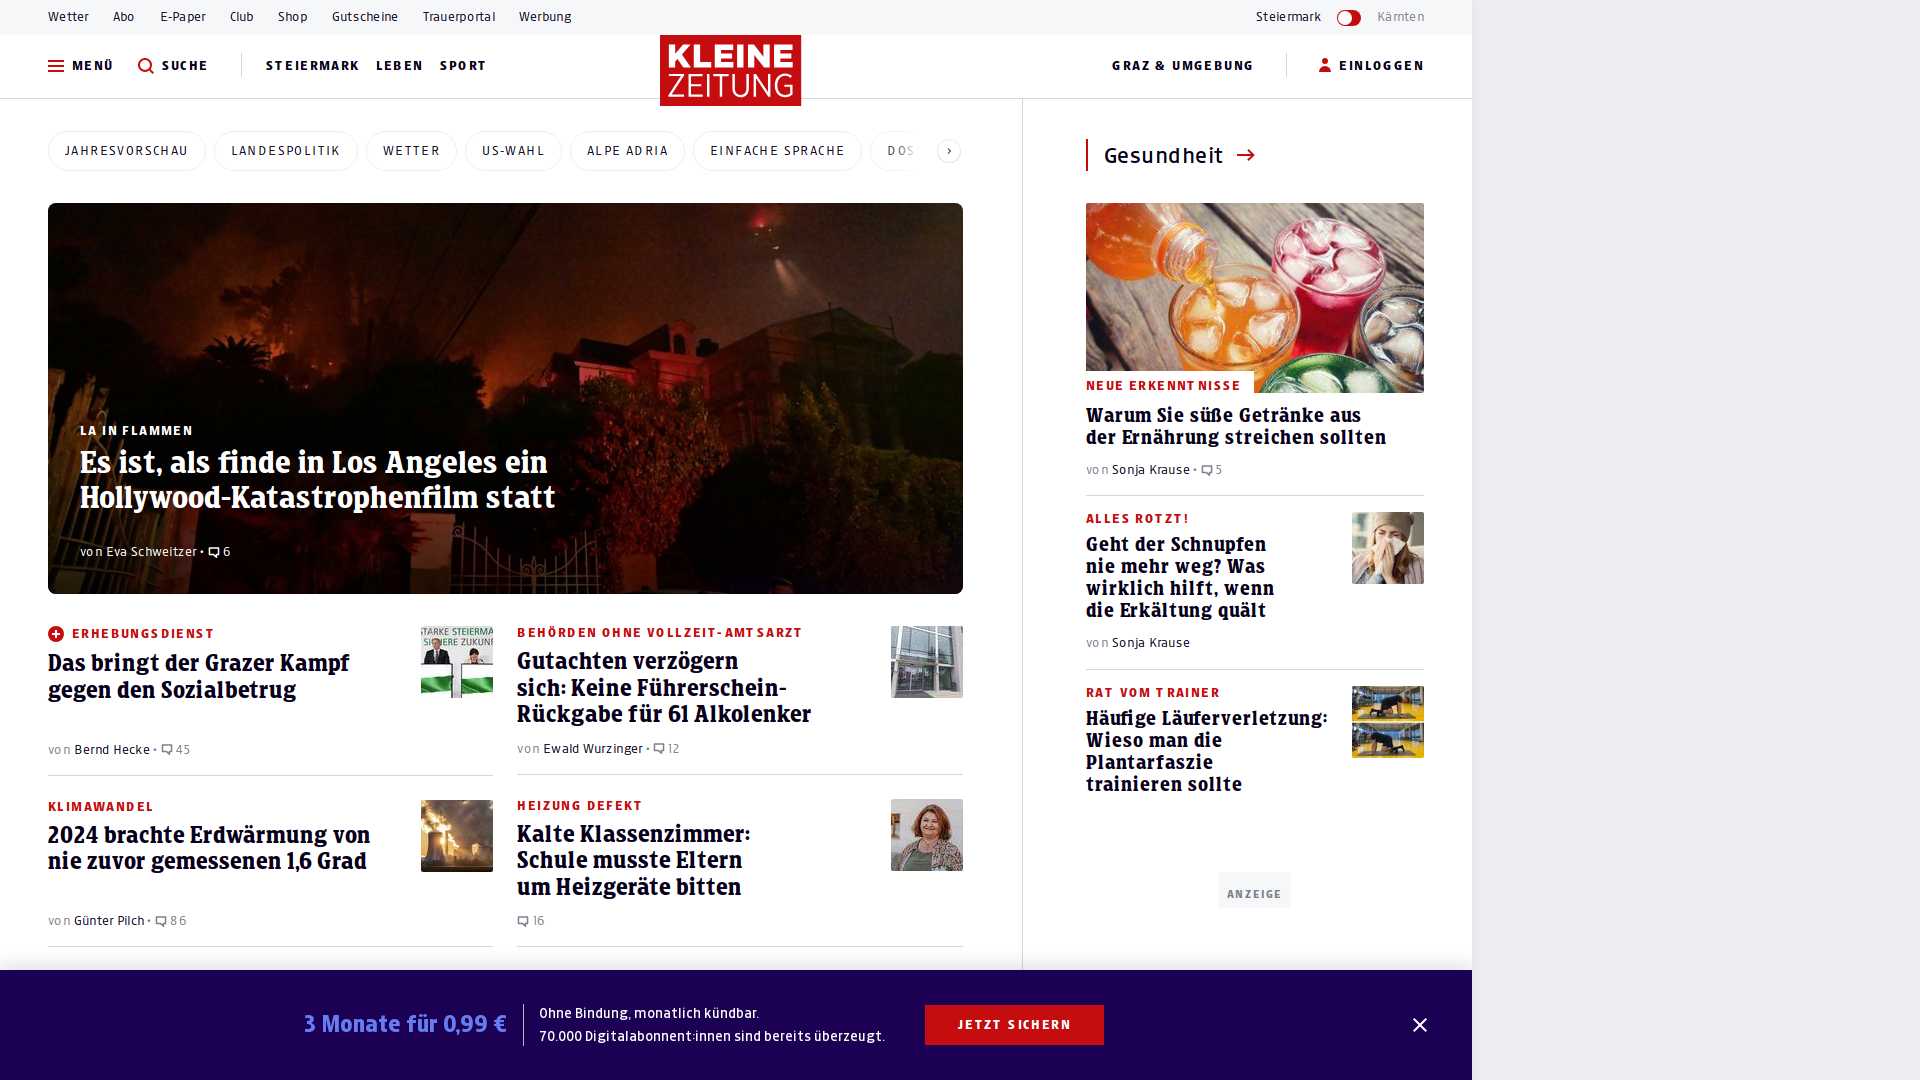 Wetter Abo E-Paper Club Shop Gutscheine Trauerportal Werbung
Steiermark Kärnten
MENÜ SUCHE STEIERMARK LEBEN SPORT
KLEINE
ZEITUNG
GRAZ & UMGEBUNG EINLOGGEN
JAHRESVORSCHAU LANDESPOLITIK WETTER US-WAHL ALPE ADRIA EINFACHE SPRACHE DOS
LA IN FLAMMEN
Es ist, als finde in Los Angeles ein
Hollywood-Katastrophenfilm statt
von Eva Schweitzer • 6
ERHEBUNGSDIENST
Das bringt der Grazer Kampf
gegen den Sozialbetrug
von Bernd Hecke • 45
BEHÖRDEN OHNE VOLLZEIT-AMTSARZT
Gutachten verzögern
sich: Keine Führerschein-
Rückgabe für 61 Alkolenker
von Ewald Wurzinger • 12
KLIMAWANDEL
2024 brachte Erdwärmung von
nie zuvor gemessenen 1,6 Grad
von Günter Pilch • 86
HEIZUNG DEFEKT
Kalte Klassenzimmer:
Schule musste Eltern
um Heizgeräte bitten
16
Gesundheit
NEUE ERKENNTNISSE
Warum Sie süße Getränke aus
der Ernährung streichen sollten
von Sonja Krause • 5
ALLES ROTZT!
Geht der Schnupfen
nie mehr weg? Was
wirklich hilft, wenn
die Erkältung quält
von Sonja Krause
RAT VOM TRAINER
Häufige Läuferverletzung:
Wieso man die
Plantarfaszie
trainieren sollte
ANZEIGE
3 Monate für 0,99 €
Ohne Bindung, monatlich kündbar.
70.000 Digitalabonnent:innen sind bereits überzeugt.
JETZT SICHERN